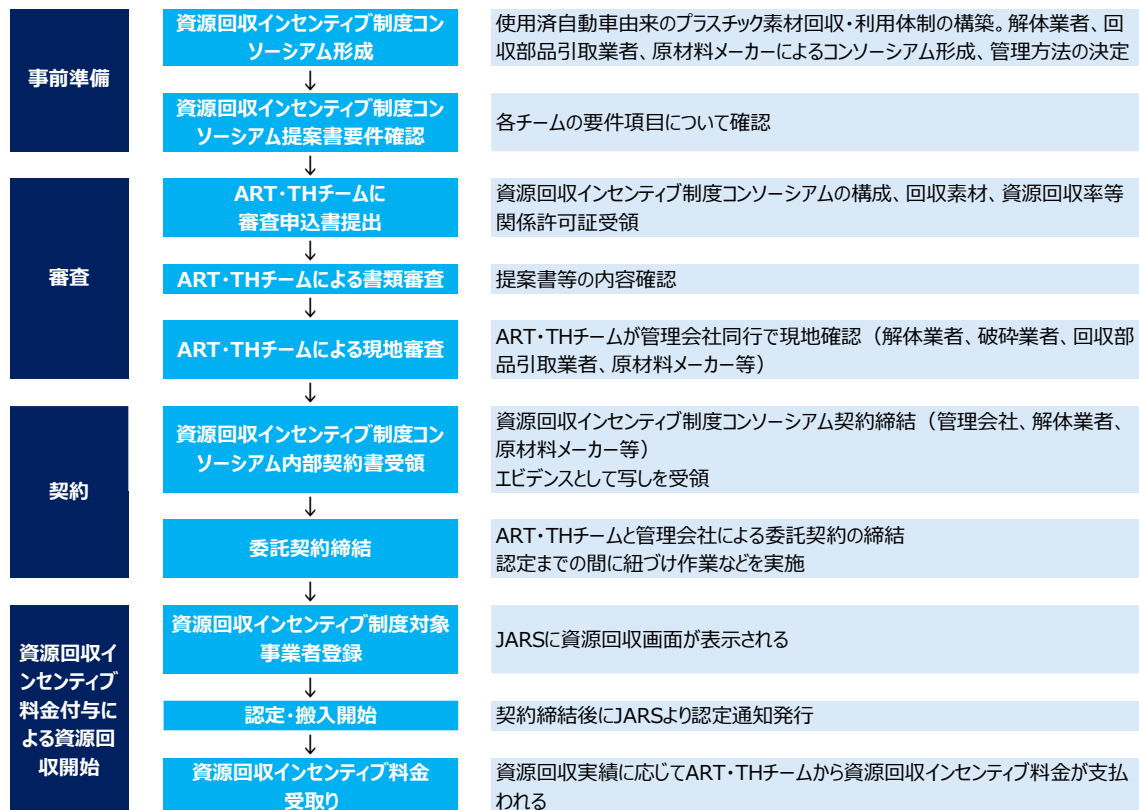 事前準備
資源回収インセンティブ制度コン
ソーシアム形成
使用済自動車由来のプラスチック素材回収・利用体制の構築。解体業者、回
収部品引取業者、原材料メーカーによるコンソーシアム形成、管理方法の決定
↓
資源回収インセンティブ制度コン
ソーシアム提案書要件確認
各チームの要件項目について確認
↓
審査
ART・THチームに
審査申込書提出
資源回収インセンティブ制度コンソーシアムの構成、回収素材、資源回収率等
関係許可証受領
↓
ART・THチームによる書類審査
提案書等の内容確認
↓
ART・THチームによる現地審査
ART・THチームが管理会社同行で現地確認（解体業者、破砕業者、回収部
品引取業者、原材料メーカー等）
↓
契約
資源回収インセンティブ制度コン
ソーシアム内部契約書受領
資源回収インセンティブ制度コンソーシアム契約締結（管理会社、解体業者、
原材料メーカー等）
エビデンスとして写しを受領
↓
委託契約締結
ART・THチームと管理会社による委託契約の締結
認定までの間に紐づけ作業などを実施
↓
資源回収イ
ンセンティブ
料金付与に
よる資源回
収開始
資源回収インセンティブ制度対象
事業者登録
JARSに資源回収画面が表示される
↓
認定・搬入開始
契約締結後にJARSより認定通知発行
↓
資源回収インセンティブ料金
受取り
資源回収実績に応じてART・THチームから資源回収インセンティブ料金が支払
われる